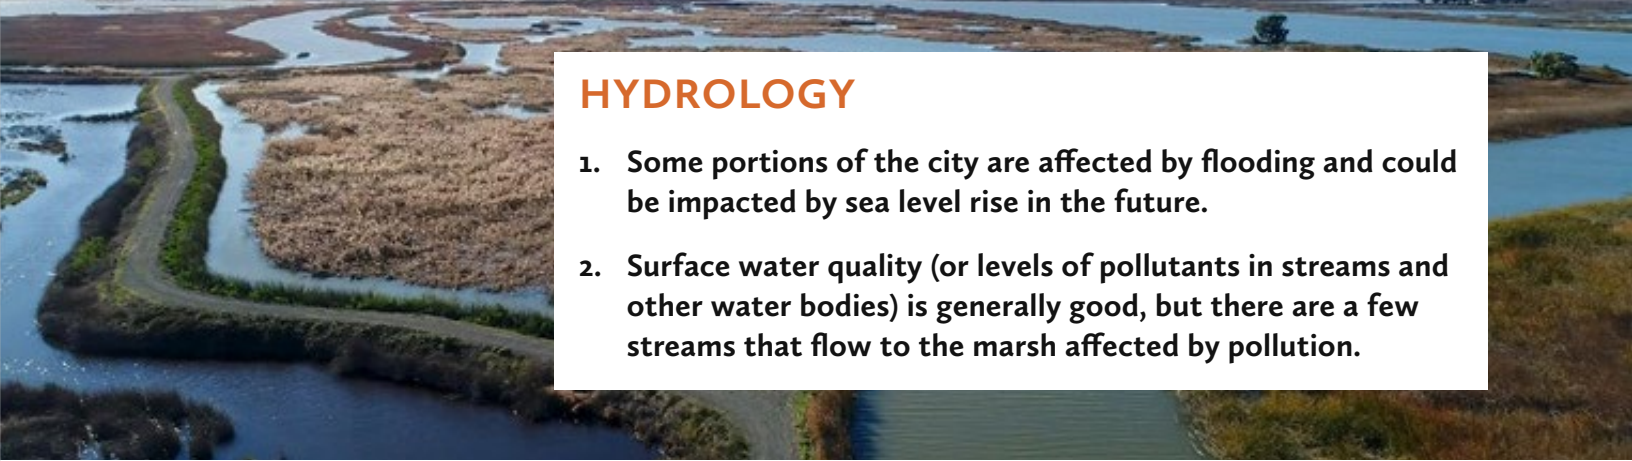 HYDROLOGY
1. Some portions of the city are affected by flooding and could
be impacted by sea level rise in the future.
2. Surface water quality (or levels of pollutants in streams and
other water bodies) is generally good, but there are a few
streams that flow to the marsh affected by pollution.